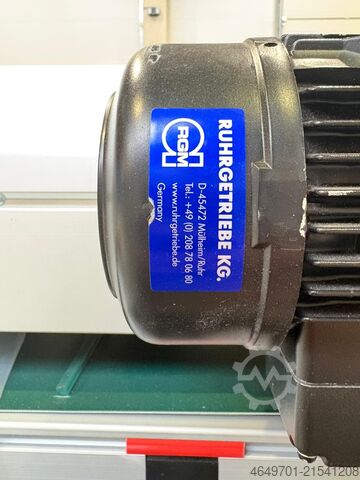 RGM
RUHRGETRIEBE KG.
D-45472 Mülheim/Ruhr
Tel.: +49 (0) 208 78 06 80
www.ruhrgetriebe.de
Germany
4649701-21541208